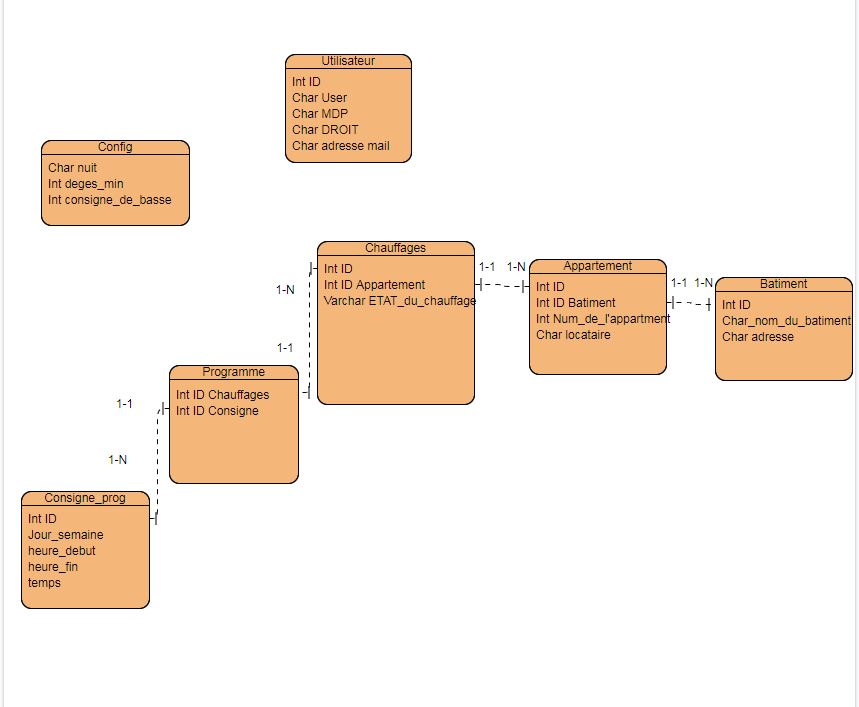 Utilisateur
Int ID
Char User
Char MDP
Char DROIT
Char adresse mail
Config
Char nuit
Int deges_min
Int consigne_de_basse
Chauffages
Int ID
Int ID Appartement
Varchar ETAT_du_chauffage
1-1
1-N
Appartement
Int ID
Int ID Batiment
Int Num_de_l'appartment
Char locataire
1-1
1-N
Batiment
Int ID
Char_nom_du_batiment
Char adresse
1-N
1-1
Programme
Int ID Chauffages
Int ID Consigne
1-1
1-N
Consigne_prog
Int ID
Jour_semaine
heure_debut
heure_fin
temps